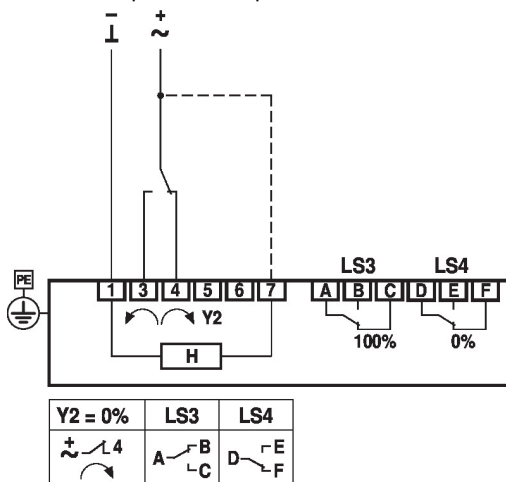 − +
⊥ ~
PE
LS3 LS4
1 3 4 5 6 7 A B C D E F
Y2
100% 0%
H
Y2 = 0% LS3 LS4
+ B E
~ 4 A D
C F